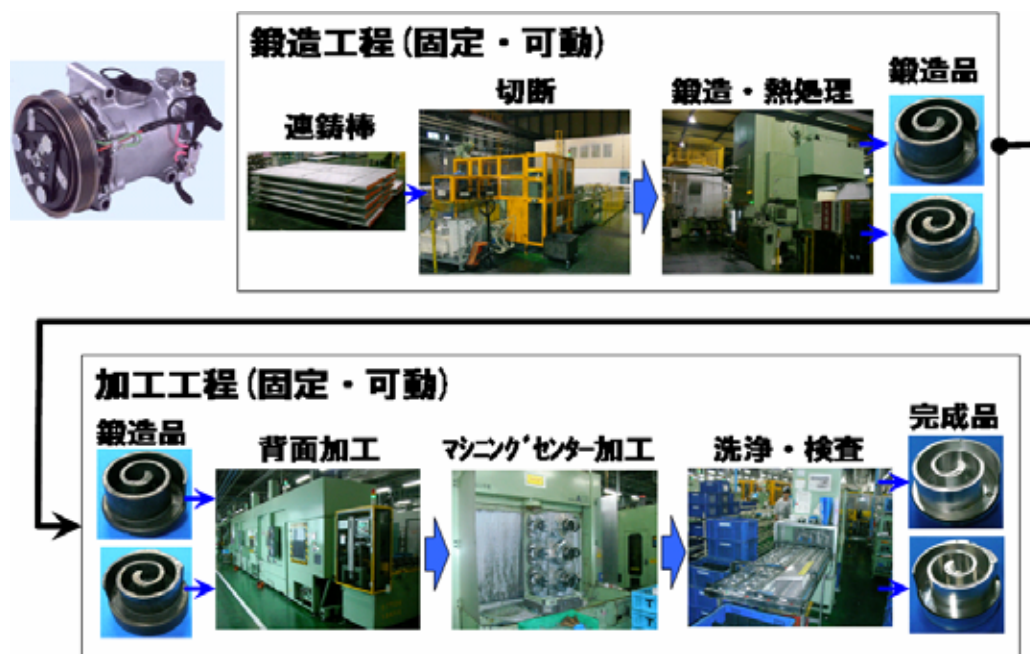 鍛造工程(固定・可動)
連鋳棒
切断
鍛造・熱処理
鍛造品
加工工程(固定・可動)
鍛造品
背面加工
マシニングセンター加工
洗浄・検査
完成品